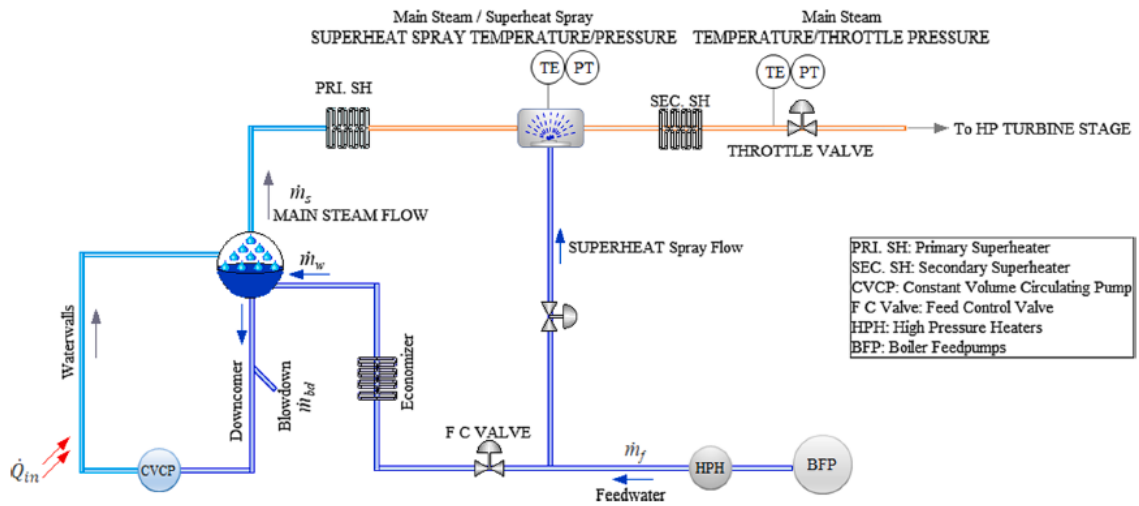 Main Steam / Superheat Spray
SUPERHEAT SPRAY TEMPERATURE/PRESSURE
Main Steam
TEMPERATURE/THROTTLE PRESSURE
TE
PT
TE
PT
PRI. SH
SEC. SH
To HP TURBINE STAGE
THROTTLE VALVE
ṁs
MAIN STEAM FLOW
ṁw
SUPERHEAT Spray Flow
PRI. SH: Primary Superheater
SEC. SH: Secondary Superheater
CVCP: Constant Volume Circulating Pump
F C Valve: Feed Control Valve
HPH: High Pressure Heaters
BFP: Boiler Feedpumps
Waterwalls
Downcomer
Blowdown
ṁbd
Economizer
F C VALVE
ṁf
Q̇in
CVCP
HPH
BFP
Feedwater